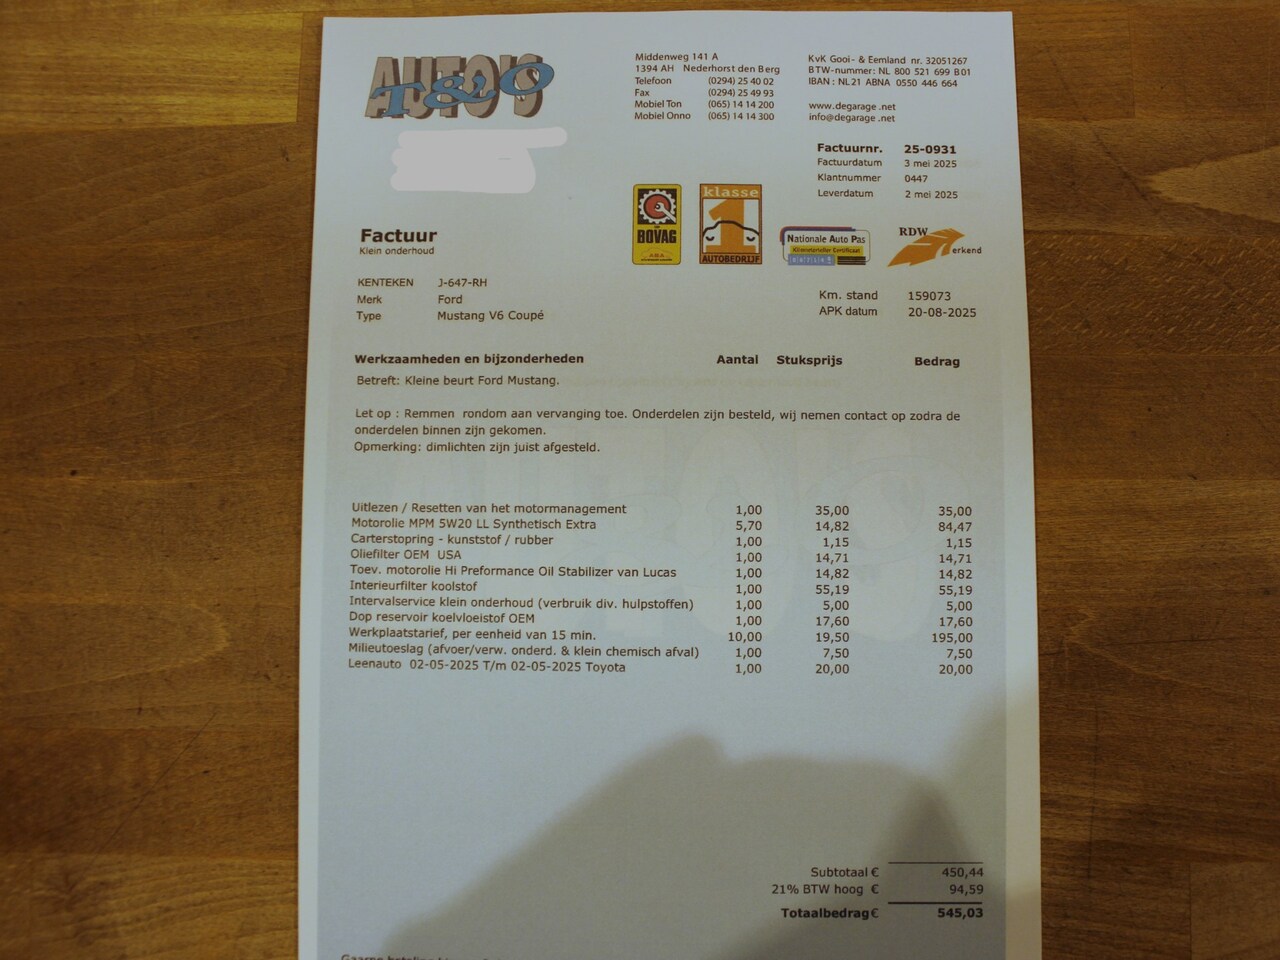 AUTO'S
T&O
Middenweg 141 A
1394 AH Nederhorst den Berg
Telefoon (0294) 25 40 02
Fax (0294) 25 49 93
Mobiel Ton (065) 14 14 200
Mobiel Onno (065) 14 14 300
KvK Gooi- & Eemland nr. 32051267
BTW-nummer: NL 800 521 699 B01
IBAN : NL21 ABNA 0550 446 664
www.degarage .net
info@degarage .net
Factuurnr. 25-0931
Factuurdatum 3 mei 2025
Klantnummer 0447
Leverdatum 2 mei 2025
BOVAG
klasse
1
AUTOBEDRIJF
Nationale Auto Pas
RDW
erkend
Factuur
Klein onderhoud
KENTEKEN J-647-RH
Merk Ford
Type Mustang V6 Coupé
Km. stand 159073
APK datum 20-08-2025
Werkzaamheden en bijzonderheden Aantal Stuksprijs Bedrag
Betreft: Kleine beurt Ford Mustang.
Let op : Remmen rondom aan vervanging toe. Onderdelen zijn besteld, wij nemen contact op zodra de
onderdelen binnen zijn gekomen.
Opmerking: dimlichten zijn juist afgesteld.
Uitlezen / Resetten van het motormanagement 1,00 35,00 35,00
Motorolie MPM 5W20 LL Synthetisch Extra 5,70 14,82 84,47
Carterstopring - kunststof / rubber 1,00 1,15 1,15
Oliefilter OEM USA 1,00 14,71 14,71
Toev. motorolie Hi Preformance Oil Stabilizer van Lucas 1,00 14,82 14,82
Interieurfilter koolstof 1,00 55,19 55,19
Intervalservice klein onderhoud (verbruik div. hulpstoffen) 1,00 5,00 5,00
Dop reservoir koelvloeistof OEM 1,00 17,60 17,60
Werkplaatstarief, per eenheid van 15 min. 10,00 19,50 195,00
Milieutoeslag (afvoer/verw. onderd. & klein chemisch afval) 1,00 7,50 7,50
Leenauto 02-05-2025 T/m 02-05-2025 Toyota 1,00 20,00 20,00
Subtotaal € 450,44
21% BTW hoog € 94,59
Totaalbedrag € 545,03